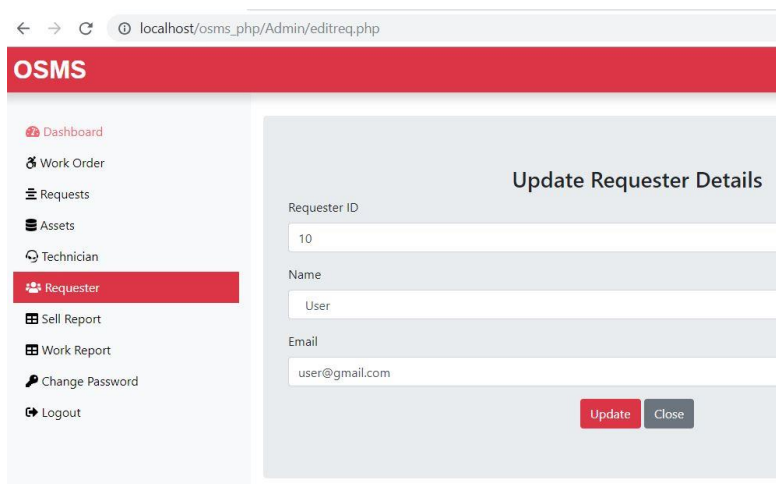 localhost/osms_php/Admin/editreq.php
OSMS
Dashboard
Work Order
Requests
Assets
Technician
Requester
Sell Report
Work Report
Change Password
Logout
Update Requester Details
Requester ID
10
Name
User
Email
user@gmail.com
Update Close